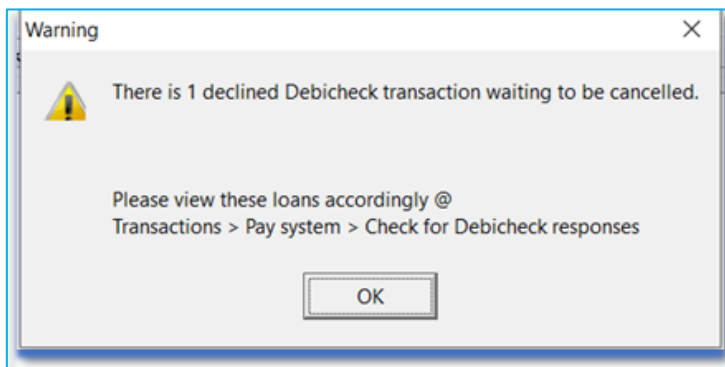 Warning
There is 1 declined Debicheck transaction waiting to be cancelled.
Please view these loans accordingly @
Transactions > Pay system > Check for Debicheck responses
OK